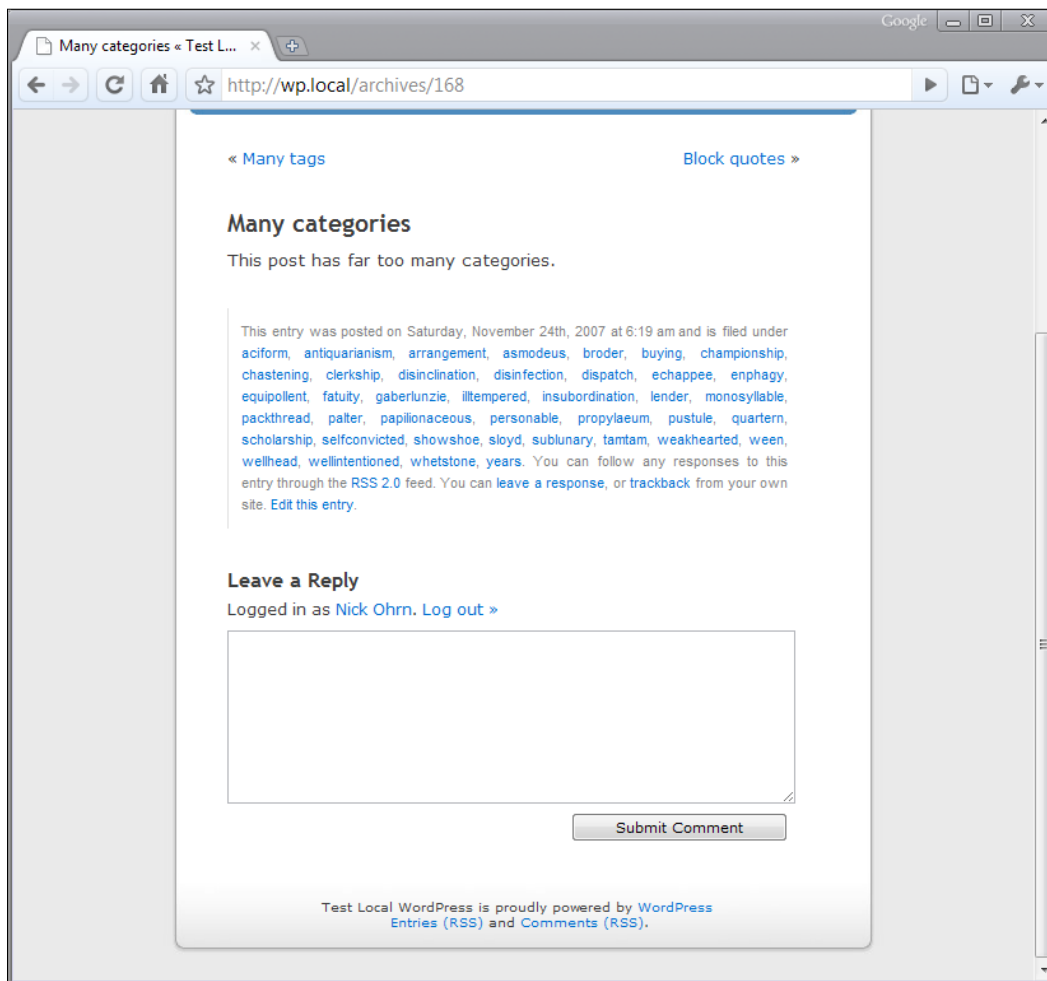 Google
Many categories « Test L...
http://wp.local/archives/168
« Many tags
Block quotes »
Many categories
This post has far too many categories.
This entry was posted on Saturday, November 24th, 2007 at 6:19 am and is filed under
aciform, antiquarianism, arrangement, asmodeus, broder, buying, championship,
chastening, clerkship, disinclination, disinfection, dispatch, echappee, enphagy,
equipollent, fatuity, gaberlunzie, illtempered, insubordination, lender, monosyllable,
packthread, palter, papilionaceous, personable, propylaeum, pustule, quartern,
scholarship, selfconvicted, showshoe, sloyd, sublunary, tamtam, weakhearted, ween,
wellhead, wellintentioned, whetstone, years. You can follow any responses to this
entry through the RSS 2.0 feed. You can leave a response, or trackback from your own
site. Edit this entry.
Leave a Reply
Logged in as Nick Ohrn. Log out »
Submit Comment
Test Local WordPress is proudly powered by WordPress
Entries (RSS) and Comments (RSS).